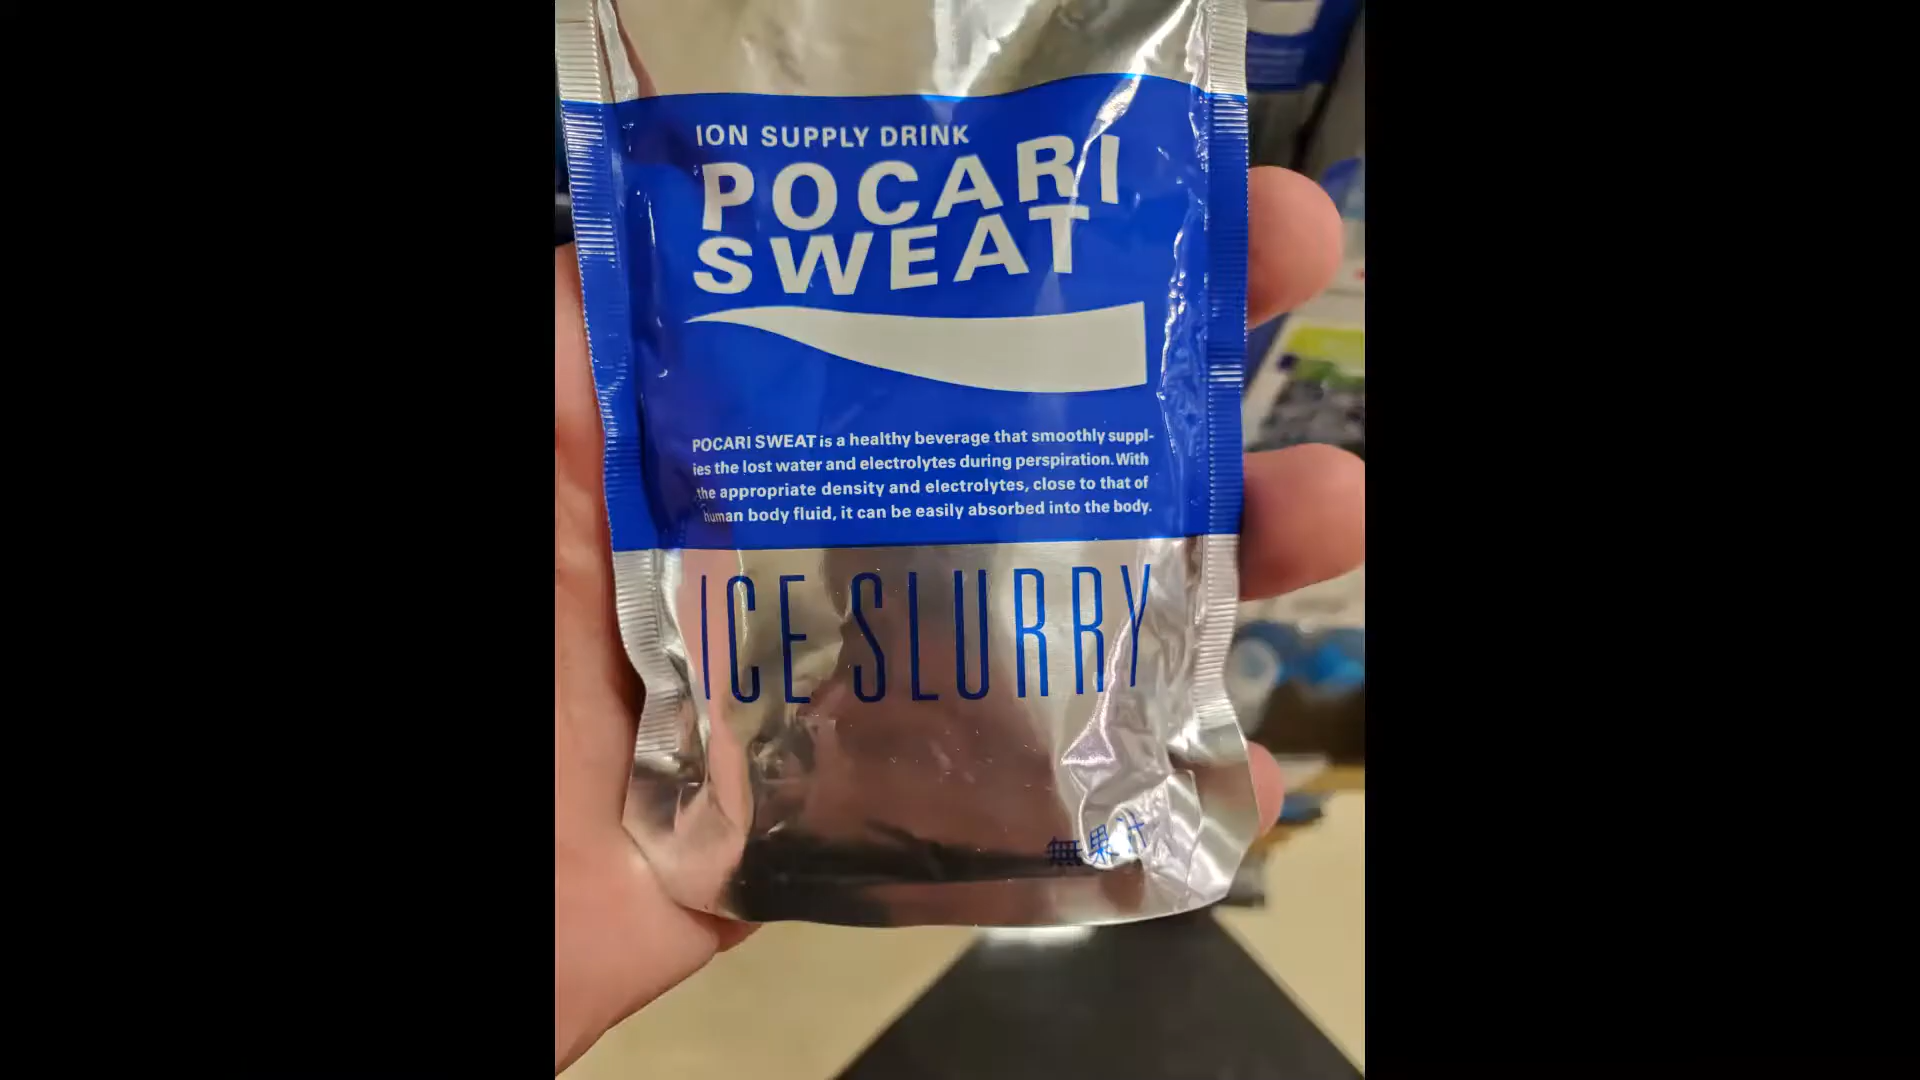 ION SUPPLY DRINK
POCARI
SWEAT
POCARI SWEAT is a healthy beverage that smoothly suppl-
ies the lost water and electrolytes during perspiration. With
the appropriate density and electrolytes, close to that of
human body fluid, it can be easily absorbed into the body.
ICE SLURRY
無果汁